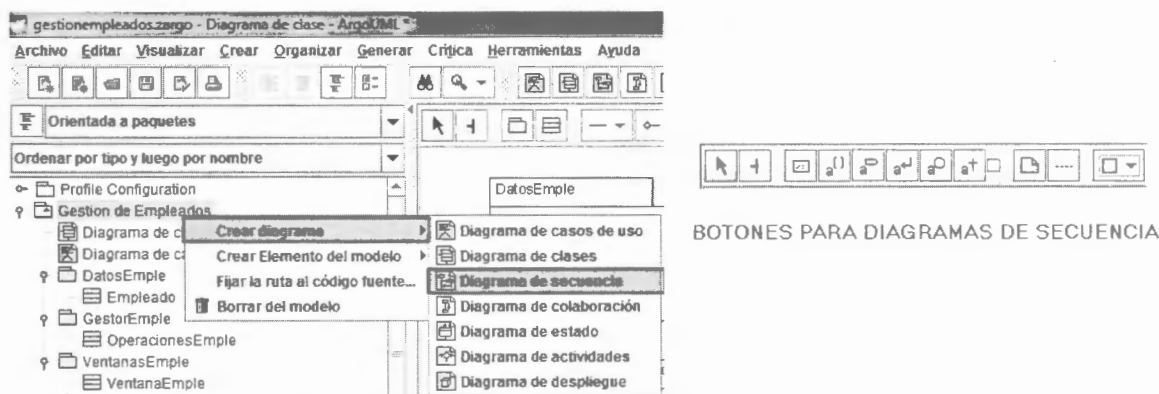 gestionempleados.zargo - Diagrama de clase - ArgoUML *
Archivo Editar Visualizar Crear Organizar Generar Crítica Herramientas Ayuda
Orientada a paquetes
Ordenar por tipo y luego por nombre
Profile Configuration
Gestion de Empleados
Diagrama de c
Diagrama de ca
DatosEmple
Empleado
GestorEmple
OperacionesEmple
VentanasEmple
VentanaEmple
Crear diagrama
Crear Elemento del modelo
Fijar la ruta al código fuente...
Borrar del modelo
DatosEmple
Diagrama de casos de uso
Diagrama de clases
Diagrama de secuencia
Diagrama de colaboración
Diagrama de estado
Diagrama de actividades
Diagrama de despliegue
BOTONES PARA DIAGRAMAS DE SECUENCIA